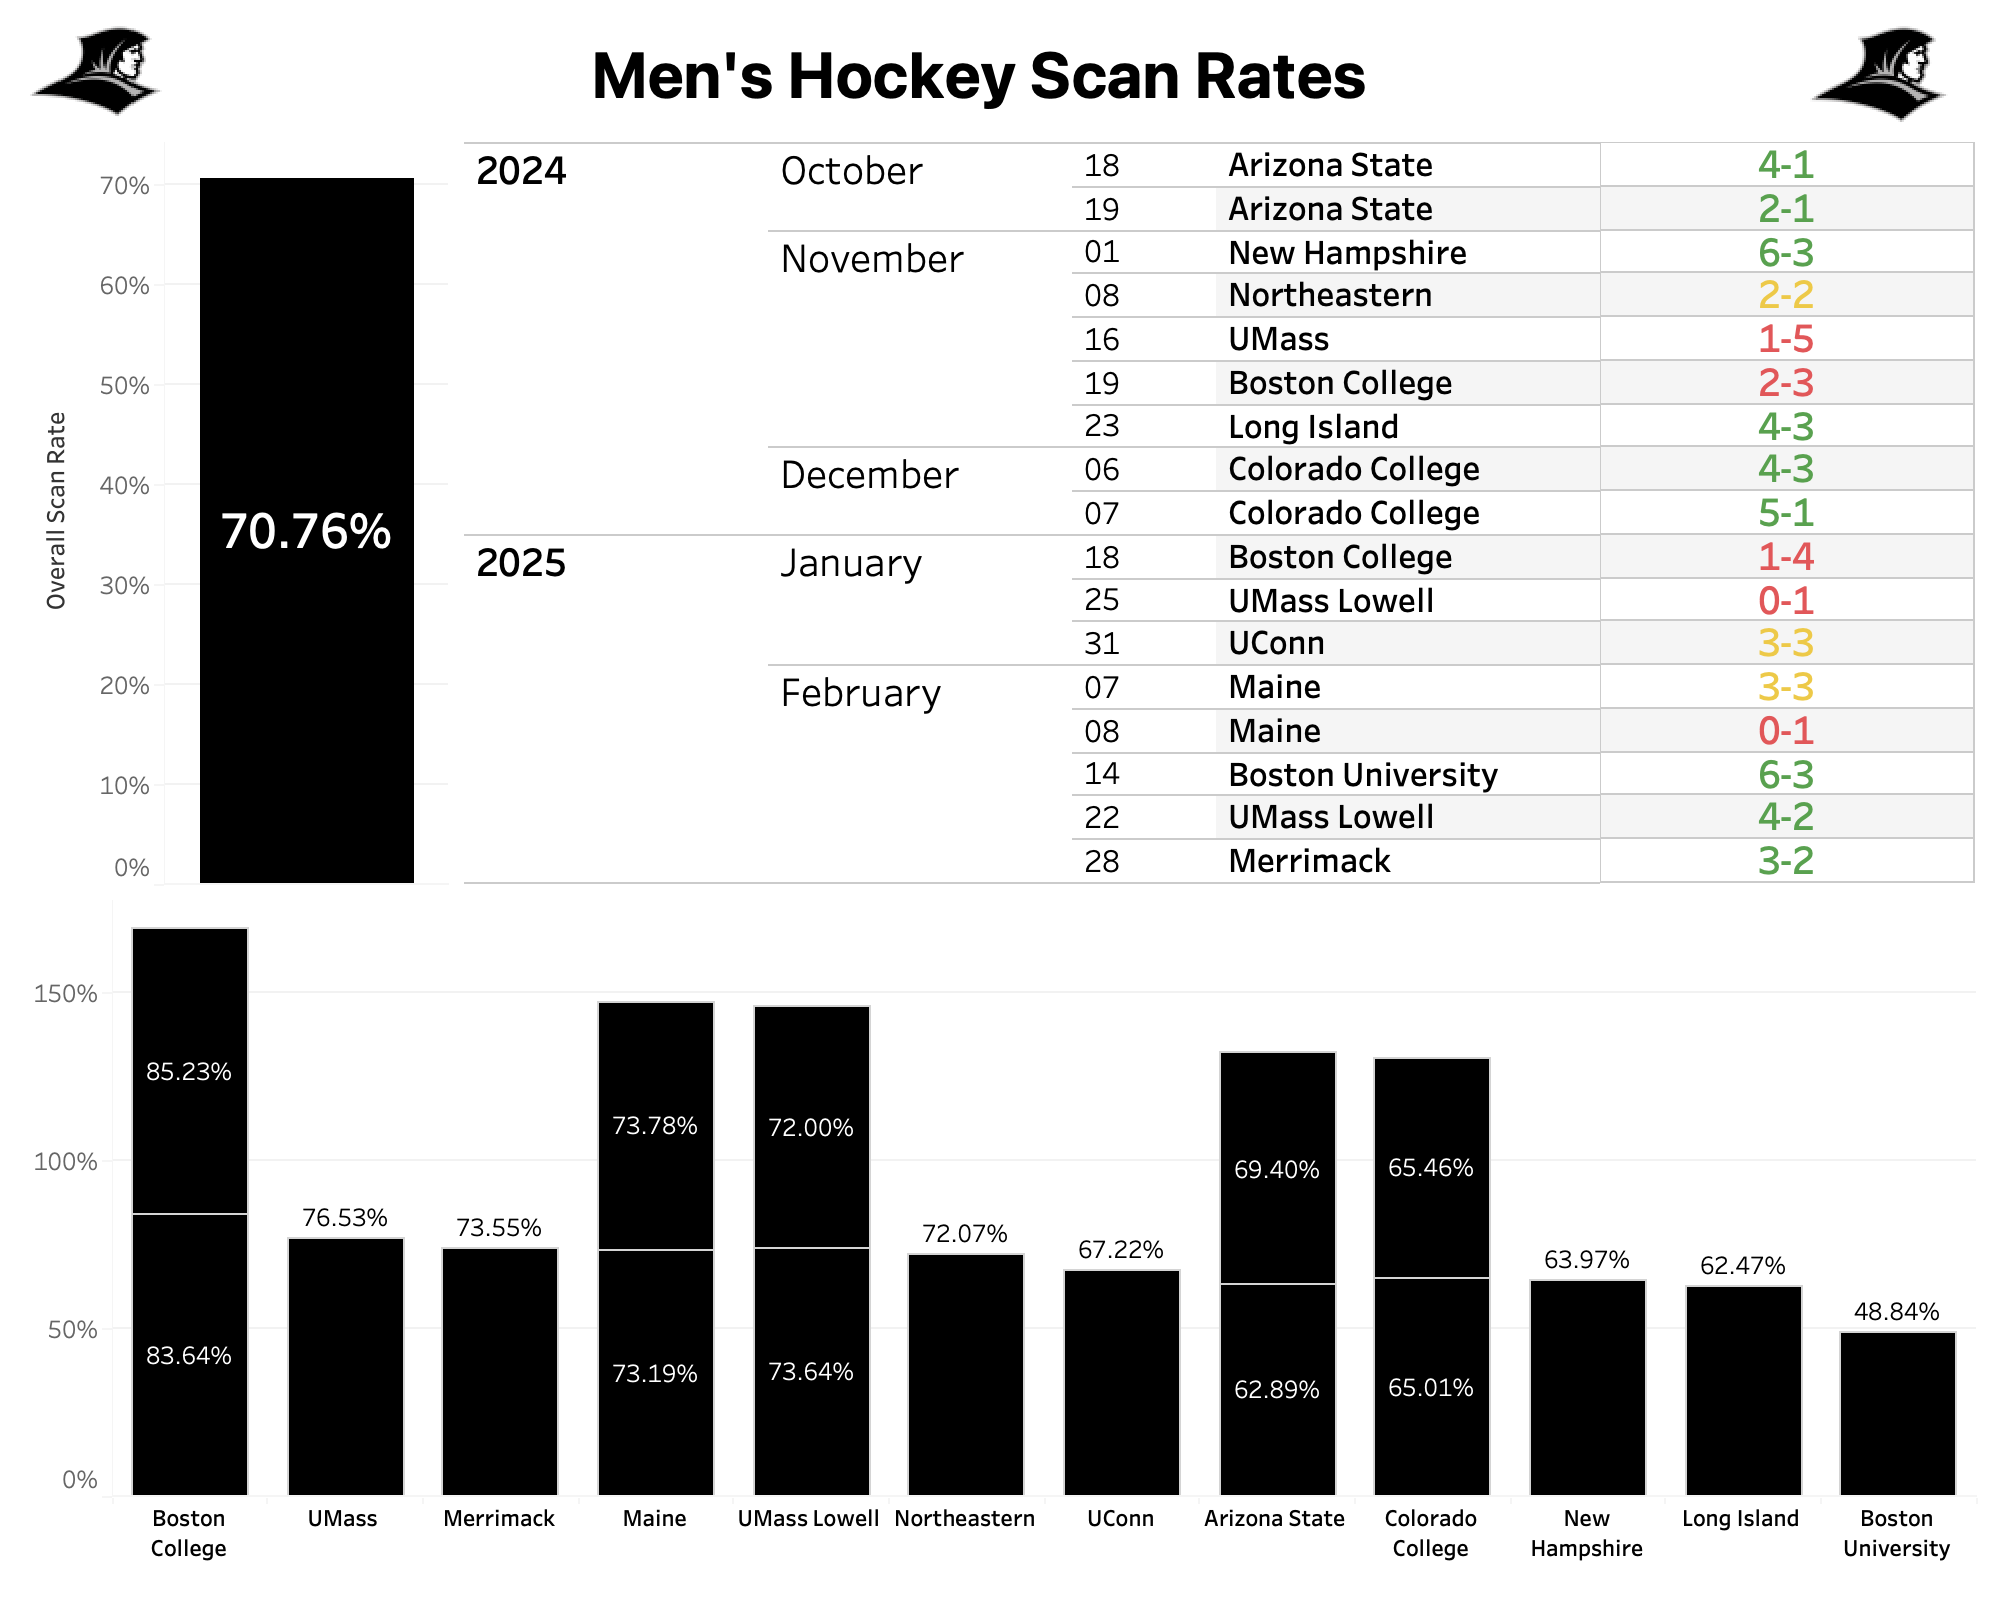 Men's Hockey Scan Rates
Overall Scan Rate
70%
60%
50%
40%
30%
20%
10%
0%
70.76%
2024 October 18 Arizona State 4-1
19 Arizona State 2-1
November 01 New Hampshire 6-3
08 Northeastern 2-2
16 UMass 1-5
19 Boston College 2-3
23 Long Island 4-3
December 06 Colorado College 4-3
07 Colorado College 5-1
2025 January 18 Boston College 1-4
25 UMass Lowell 0-1
31 UConn 3-3
February 07 Maine 3-3
08 Maine 0-1
14 Boston University 6-3
22 UMass Lowell 4-2
28 Merrimack 3-2
150%
100%
50%
0%
85.23%
83.64%
76.53%
73.55%
73.78%
73.19%
72.00%
73.64%
72.07%
67.22%
69.40%
62.89%
65.46%
65.01%
63.97%
62.47%
48.84%
Boston
College
UMass
Merrimack
Maine
UMass Lowell
Northeastern
UConn
Arizona State
Colorado
College
New
Hampshire
Long Island
Boston
University